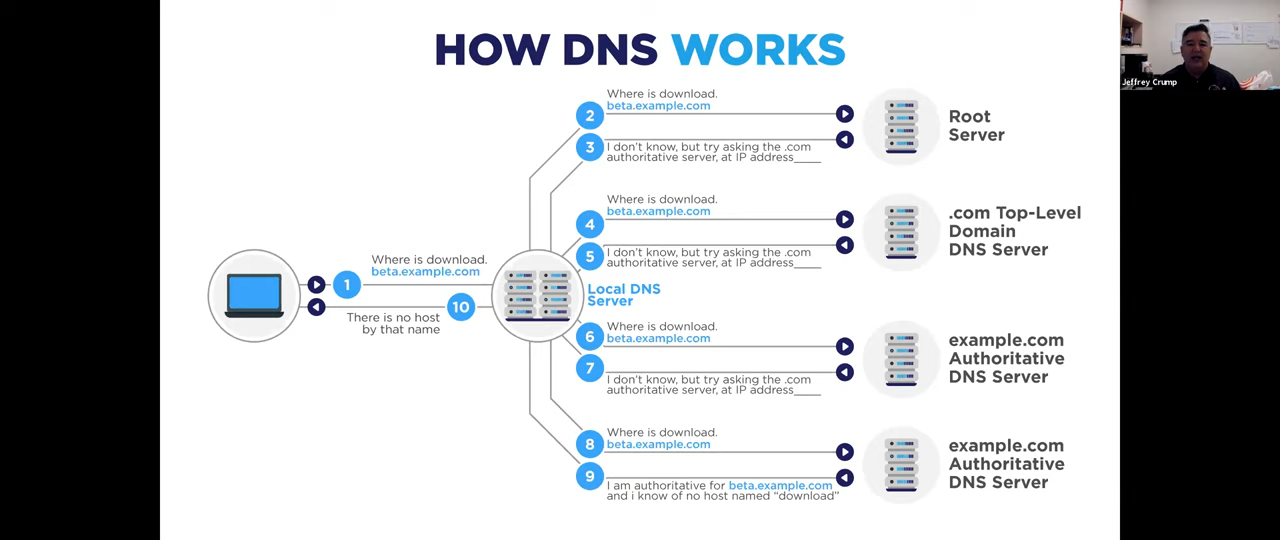 HOW DNS WORKS
Jeffrey Crump
Where is download.
beta.example.com
2
3
I don't know, but try asking the .com
authoritative server, at IP address____
Root
Server
Where is download.
beta.example.com
4
5
I don't know, but try asking the .com
authoritative server, at IP address____
.com Top-Level
Domain
DNS Server
Where is download.
beta.example.com
1
10
There is no host
by that name
Local DNS
Server
Where is download.
beta.example.com
6
7
I don't know, but try asking the .com
authoritative server, at IP address____
example.com
Authoritative
DNS Server
Where is download.
beta.example.com
8
9
I am authoritative for beta.example.com
and i know of no host named “download”
example.com
Authoritative
DNS Server